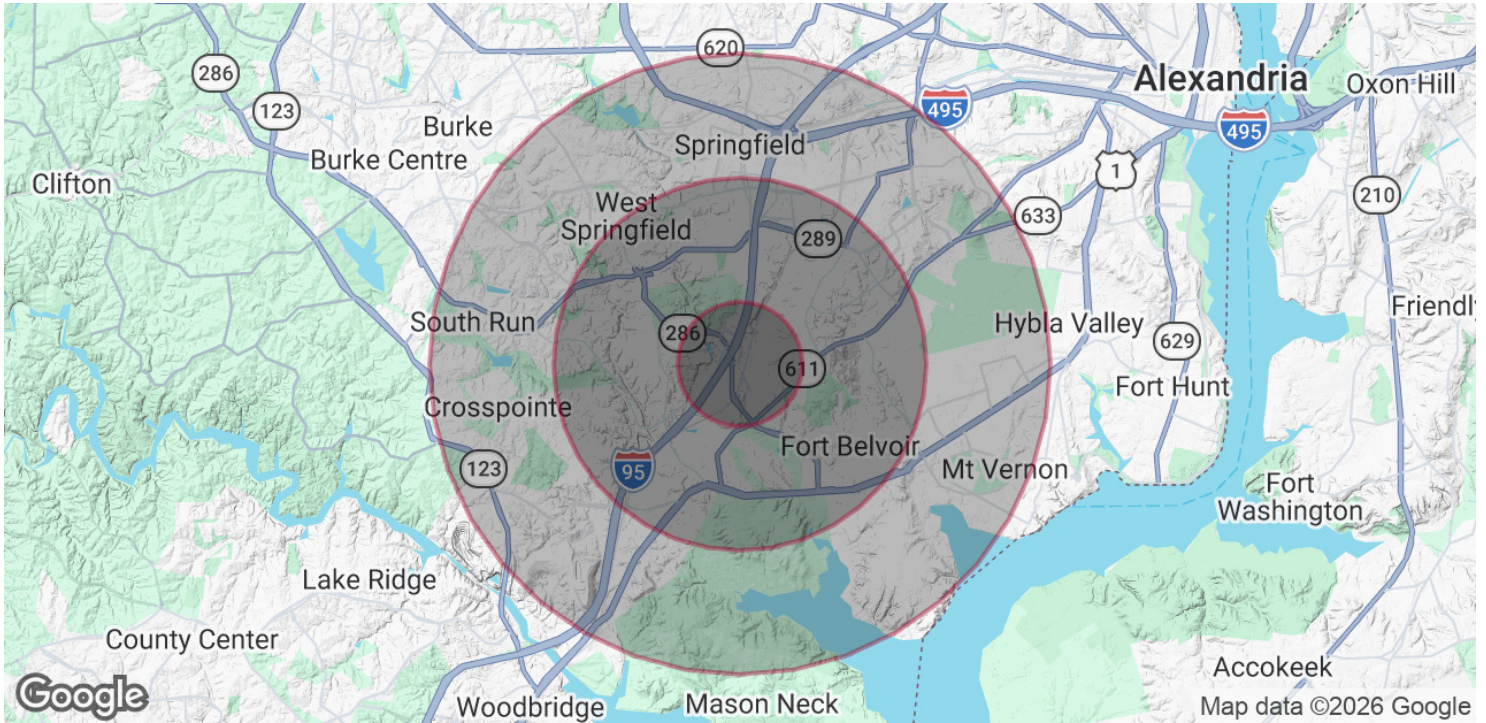 620
286
123
Burke
Burke Centre
Clifton
Springfield
495
Alexandria
Oxon Hill
495
1
210
West
Springfield
289
633
South Run
286
611
Hybla Valley
629
Friendly
Crosspointe
Fort Hunt
123
95
Fort Belvoir
Mt Vernon
Fort
Washington
Lake Ridge
County Center
Accokeek
Google
Woodbridge
Mason Neck
Map data ©2026 Google